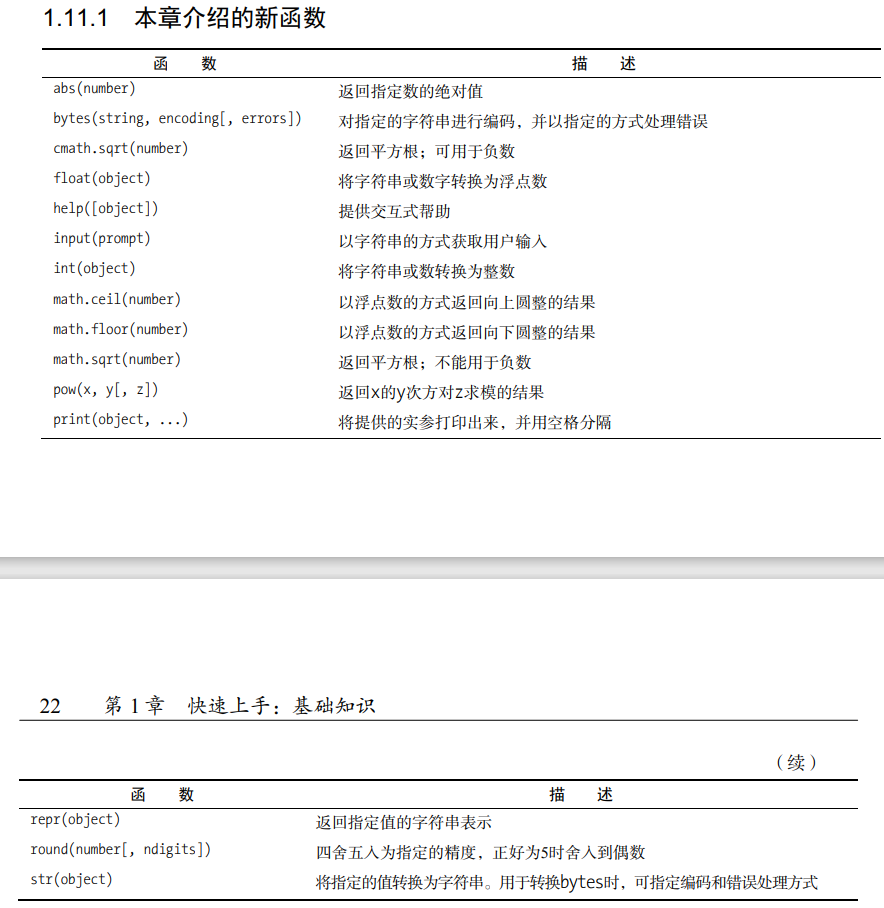 1.11.1 本章介绍的新函数
函 数 描 述
abs(number) 返回指定数的绝对值
bytes(string, encoding[, errors]) 对指定的字符串进行编码，并以指定的方式处理错误
cmath.sqrt(number) 返回平方根；可用于负数
float(object) 将字符串或数字转换为浮点数
help([object]) 提供交互式帮助
input(prompt) 以字符串的方式获取用户输入
int(object) 将字符串或数转换为整数
math.ceil(number) 以浮点数的方式返回向上圆整的结果
math.floor(number) 以浮点数的方式返回向下圆整的结果
math.sqrt(number) 返回平方根；不能用于负数
pow(x, y[, z]) 返回x的y次方对z求模的结果
print(object, ...) 将提供的实参打印出来，并用空格分隔
22 第 1 章 快速上手：基础知识
（续）
函 数 描 述
repr(object) 返回指定值的字符串表示
round(number[, ndigits]) 四舍五入为指定的精度，正好为5时舍入到偶数
str(object) 将指定的值转换为字符串。用于转换bytes时，可指定编码和错误处理方式